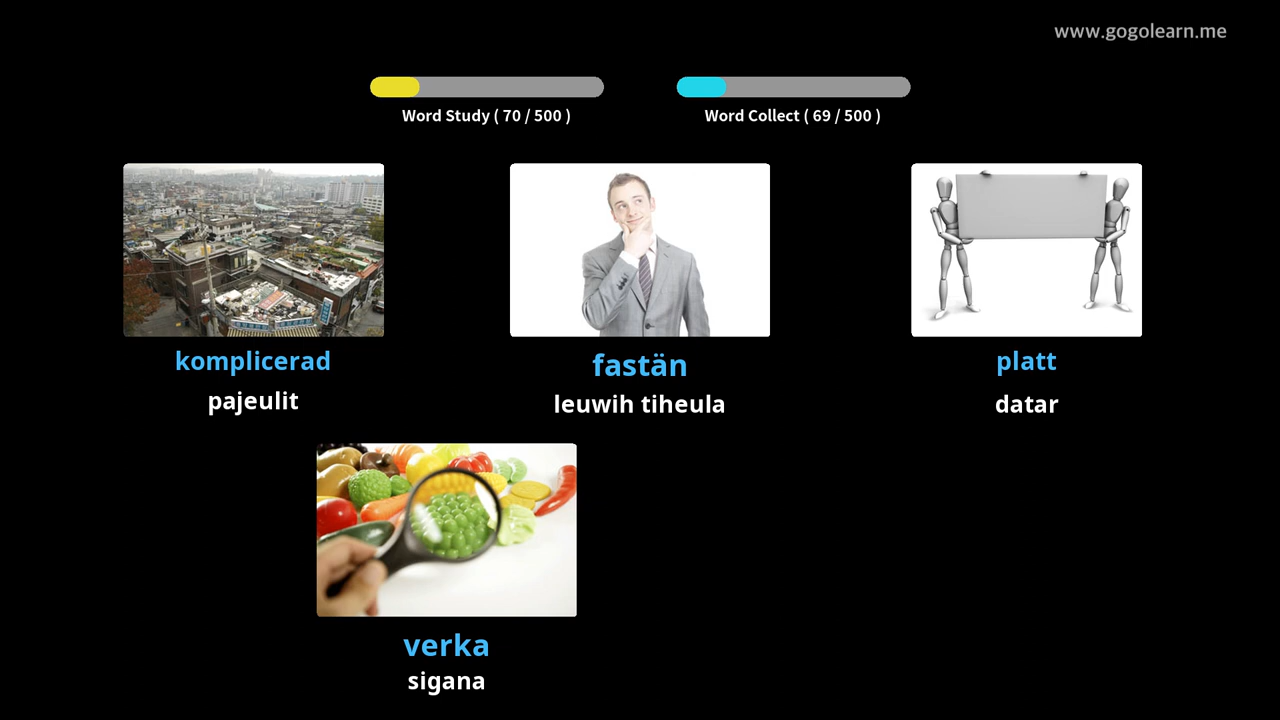 www.gogolearn.me
Word Study ( 70 / 500 )
Word Collect ( 69 / 500 )
komplicerad
pajeulit
fastän
leuwih tiheula
platt
datar
verka
sigana